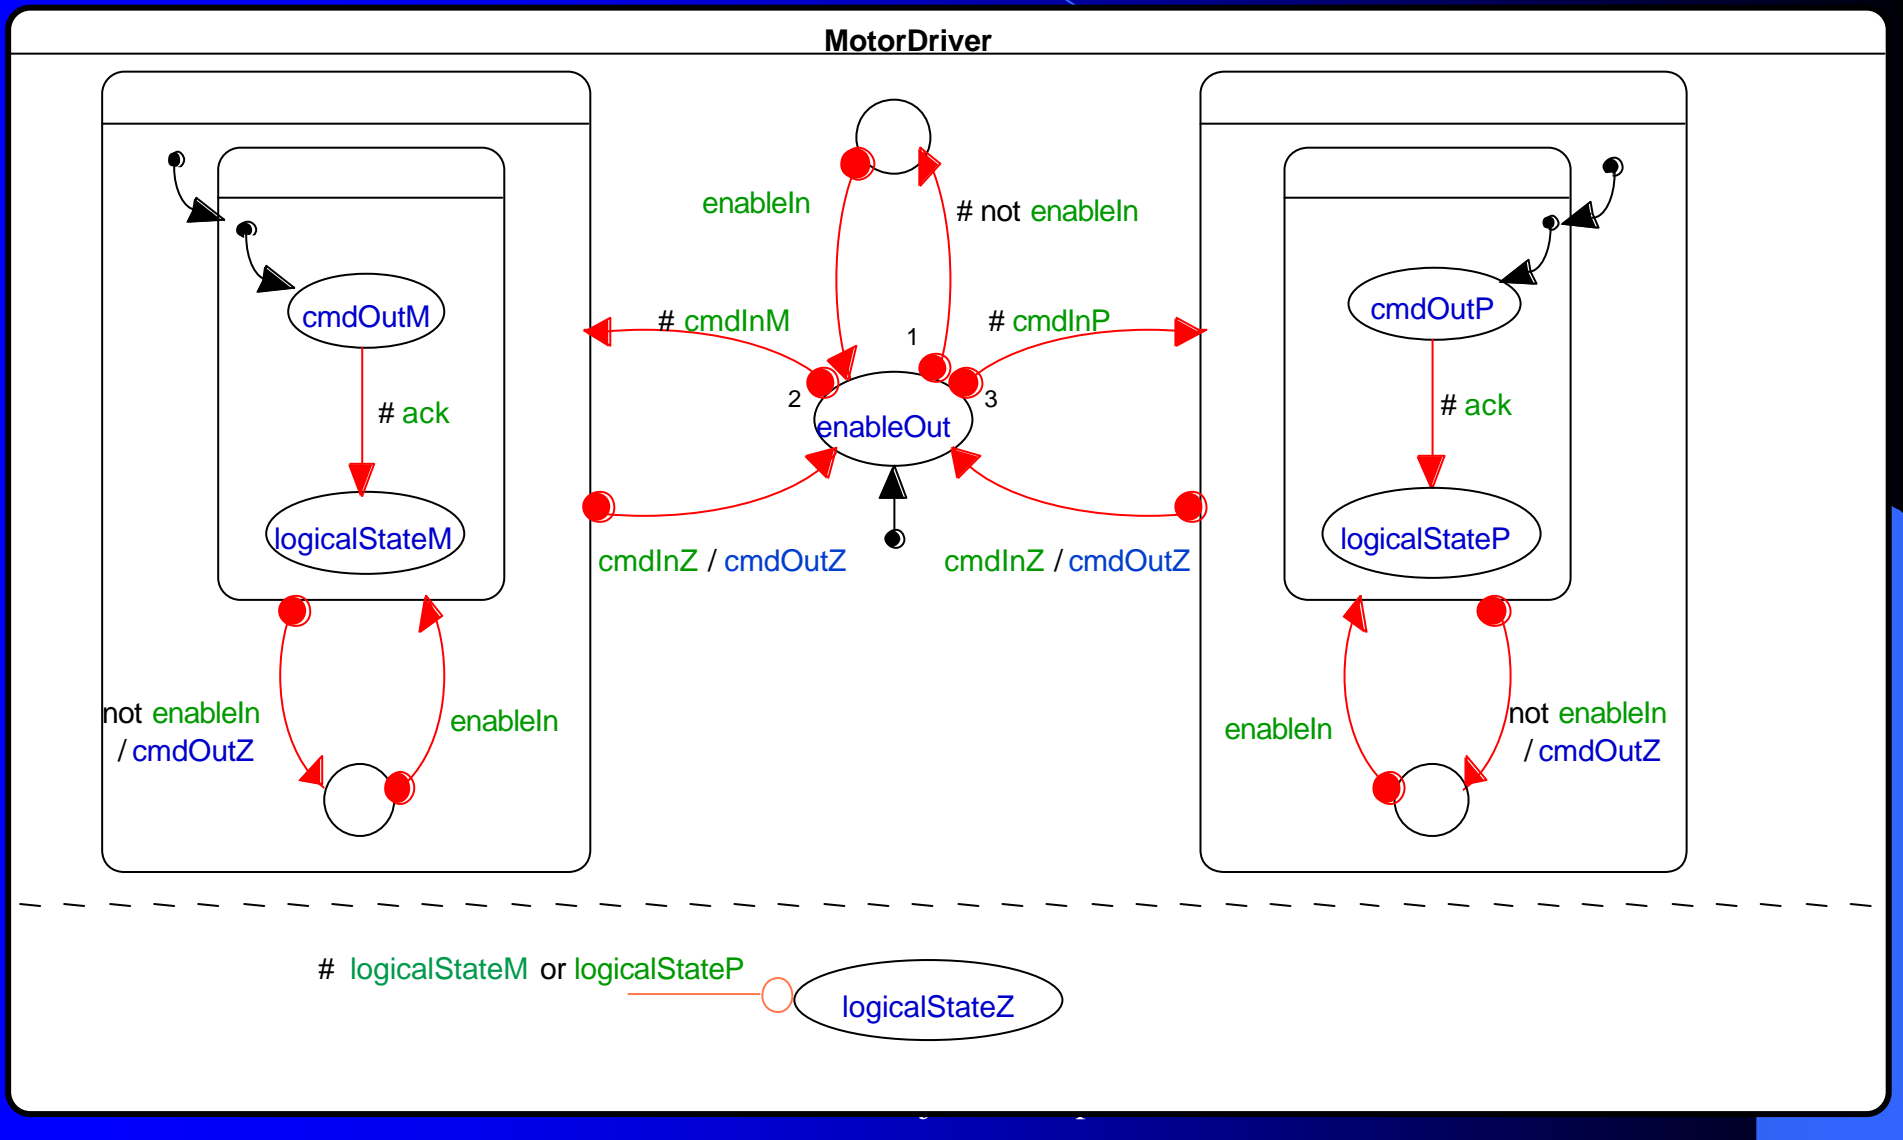 MotorDriver
enableIn
# not enableIn
cmdOutM
# cmdInM
1
# cmdInP
cmdOutP
2
3
# ack
enableOut
# ack
logicalStateM
logicalStateP
cmdInZ / cmdOutZ
cmdInZ / cmdOutZ
not enableIn
/ cmdOutZ
enableIn
enableIn
not enableIn
/ cmdOutZ
# logicalStateM or logicalStateP
logicalStateZ